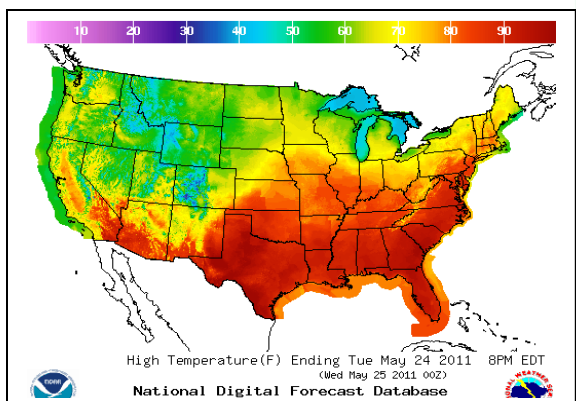 10 20 30 40 50 60 70 80 90
High Temperature(F) Ending Tue May 24 2011 8PM EDT
(Wed May 25 2011 00Z)
National Digital Forecast Database